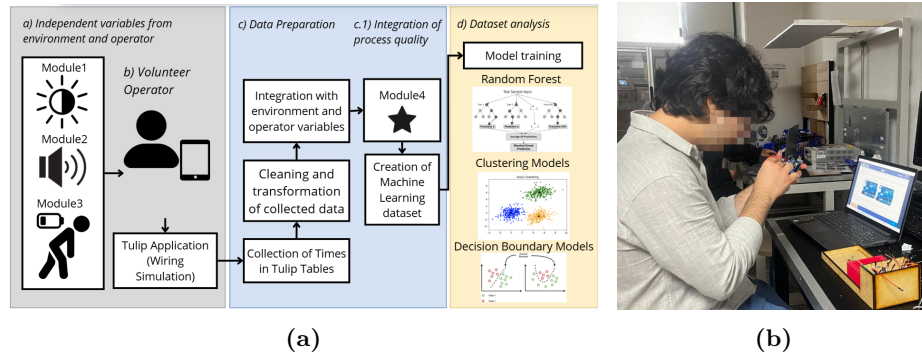 a) Independent variables from
environment and operator
Module1
Module2
Module3
b) Volunteer
Operator
Tulip Application
(Wiring
Simulation)
c) Data Preparation
Integration with
environment and
operator variables
Cleaning and
transformation
of collected data
Collection of Times
in Tulip Tables
c.1) Integration of
process quality
Module4
Creation of
Machine
Learning
dataset
d) Dataset analysis
Model training
Random Forest
Clustering Models
Decision Boundary Models
(a)
(b)